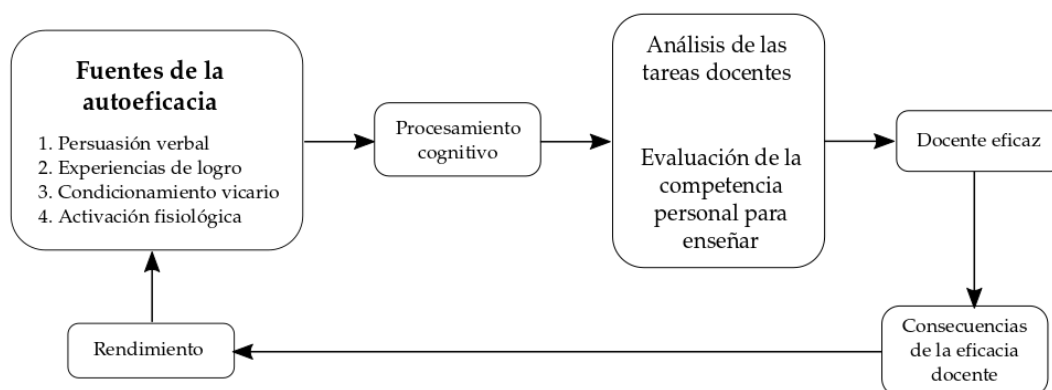 Fuentes de la
autoeficacia
1. Persuasión verbal
2. Experiencias de logro
3. Condicionamiento vicario
4. Activación fisiológica
Procesamiento
cognitivo
Análisis de las
tareas docentes
Evaluación de la
competencia
personal para
enseñar
Docente eficaz
Consecuencias
de la eficacia
docente
Rendimiento